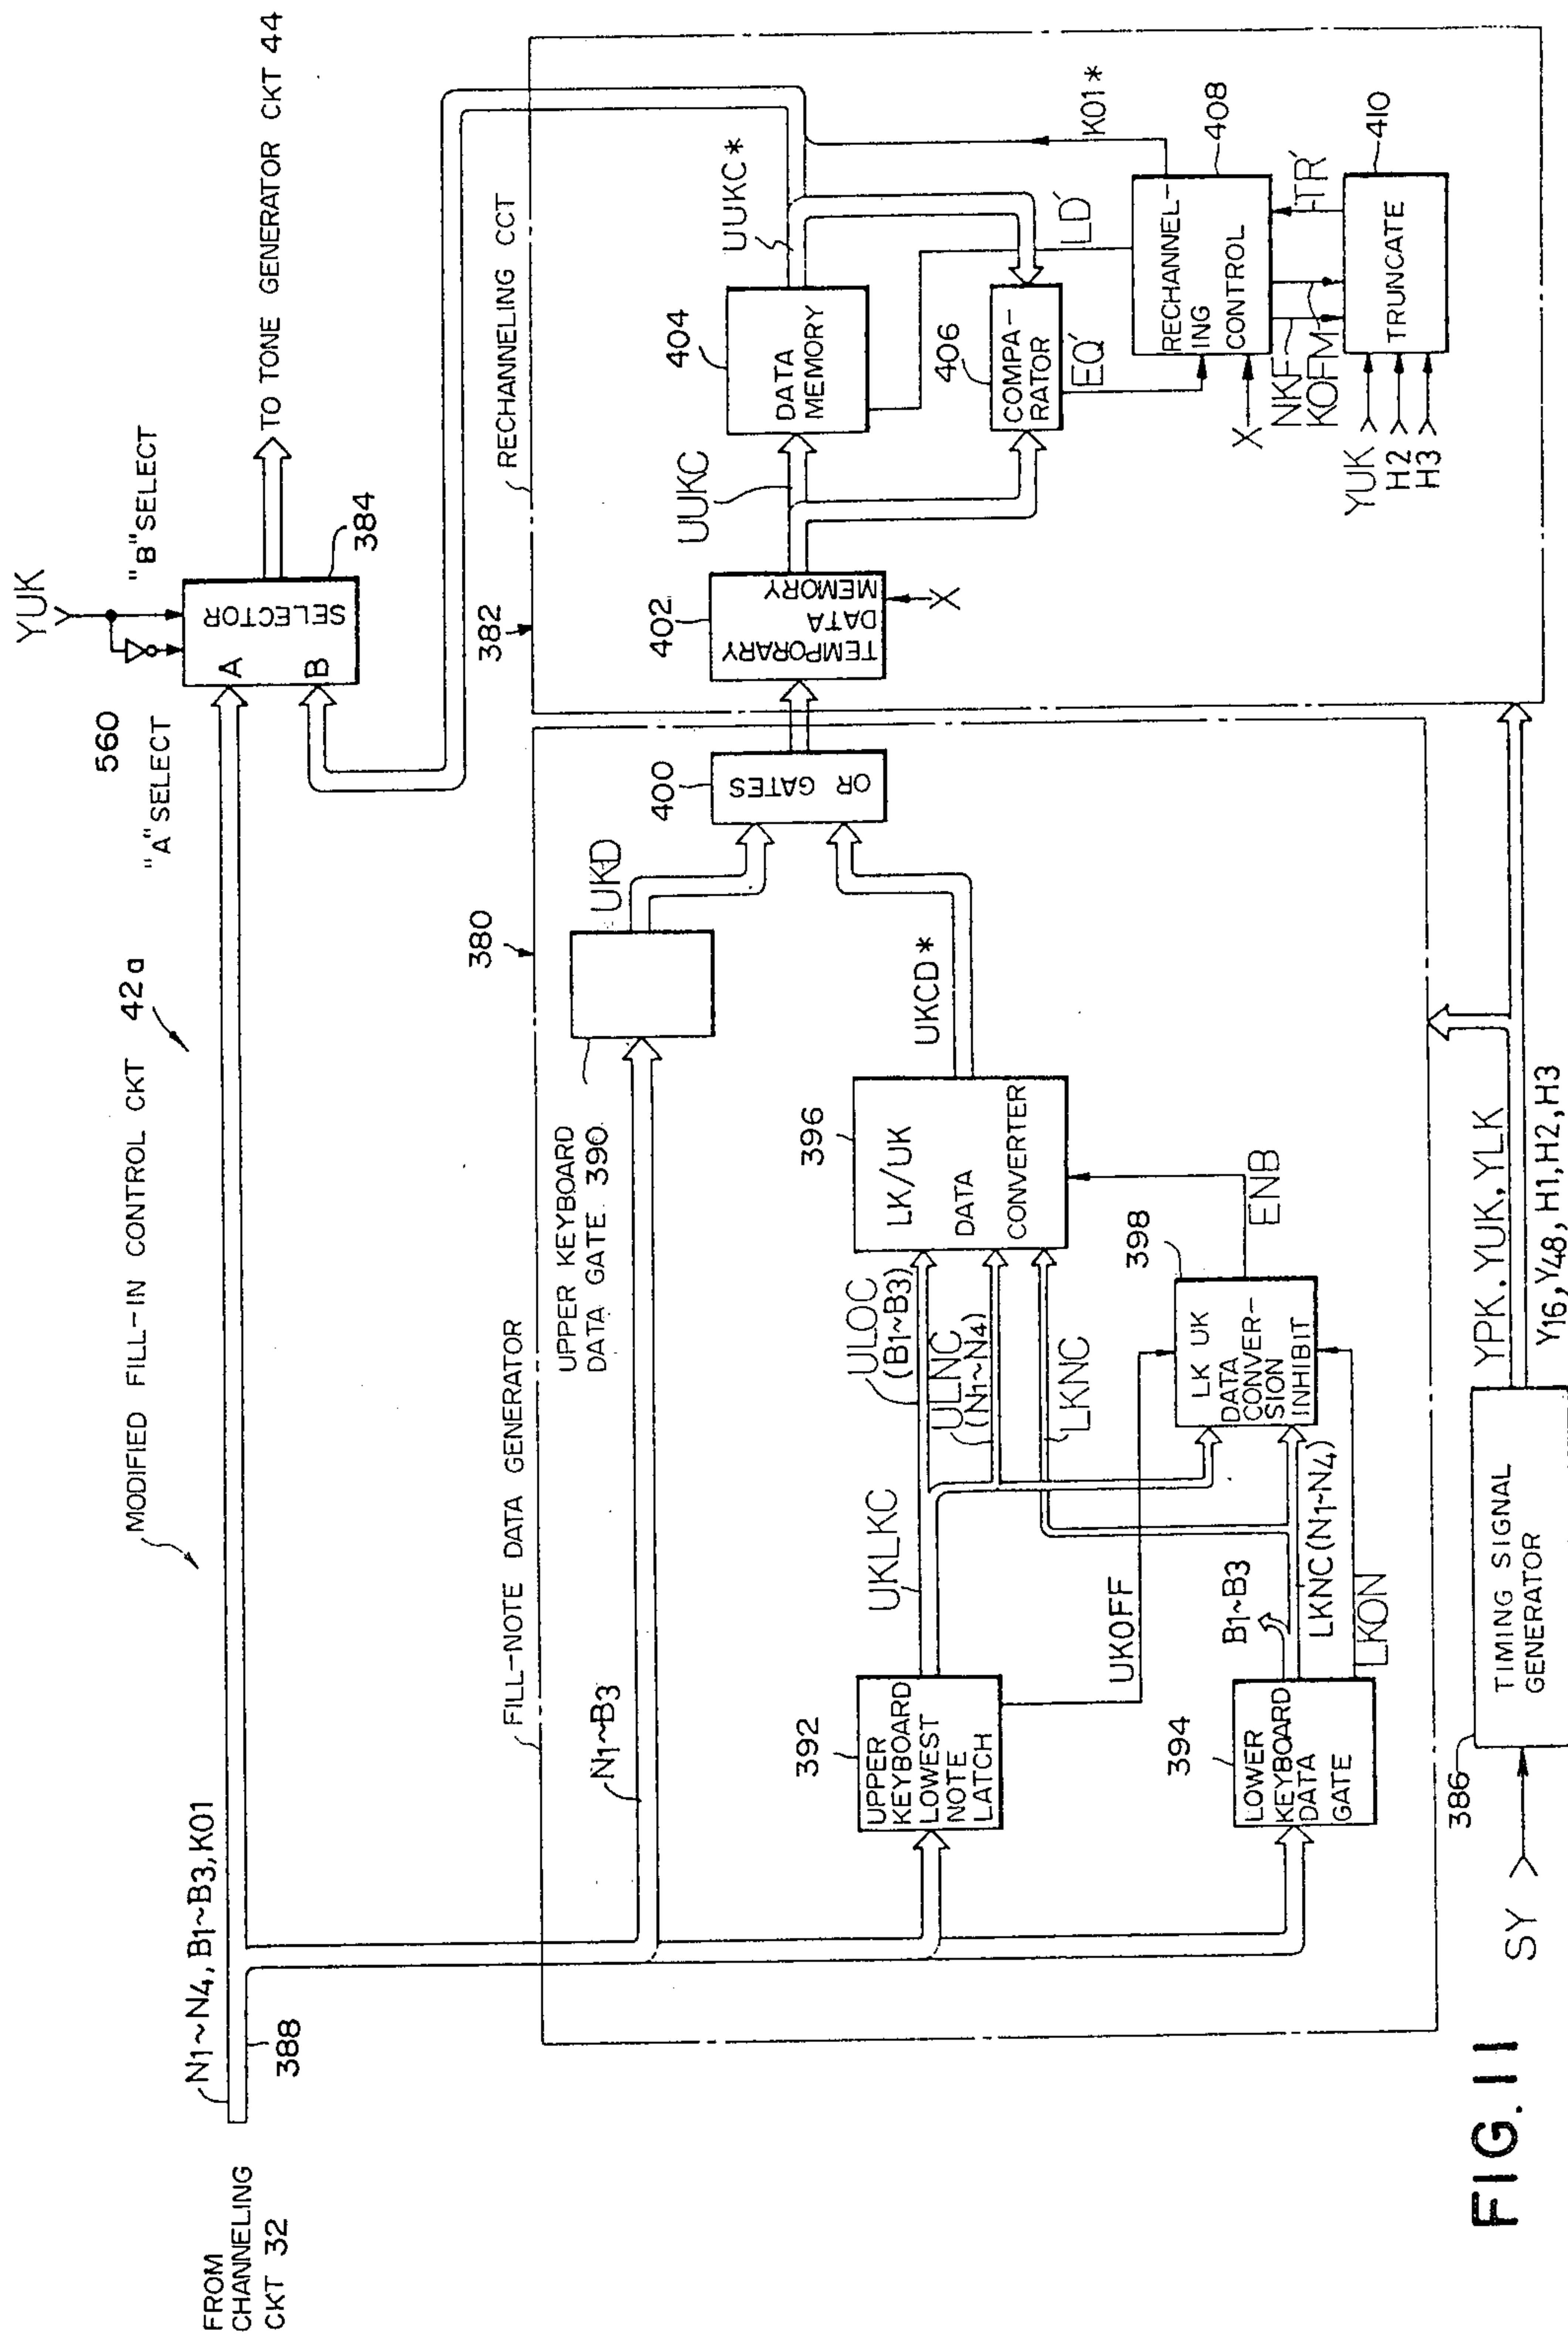 FROM
CHANNELING
CKT 32
N1~N4, B1~B3, K01
388
MODIFIED FILL-IN CONTROL CKT 42a
YUK
560
"A" SELECT
"B" SELECT
A
B
SELECTOR
384
TO TONE GENERATOR CKT 44
FILL-NOTE DATA GENERATOR
380
N1~B3
UPPER KEYBOARD
DATA GATE 390
UKD
392
UPPER
KEYBOARD
LOWEST
NOTE
LATCH
UKLKC
ULOC
(B1~B3)
ULNC
(N1~N4)
LKNC
396
LK/UK
DATA
CONVERTER
UKCD*
400
OR GATES
UKOFF
394
LOWER
KEYBOARD
DATA
GATE
B1~B3
LKNC(N1~N4)
LKON
398
LK UK
DATA
CONVER-
SION
INHIBIT
ENB
382
RECHANNELING CCT
402
TEMPORARY
DATA
MEMORY
X
UUKC
404
DATA
MEMORY
UUKC*
406
COMPA-
RATOR
EQ'
LD'
K01*
RECHANNEL-
ING
CONTROL
408
X
NKF
KOFM
TR'
TRUNCATE
410
YUK
H2
H3
386
SY
TIMING SIGNAL
GENERATOR
YPK, YUK, YLK
Y16, Y48, H1, H2, H3
FIG. 11